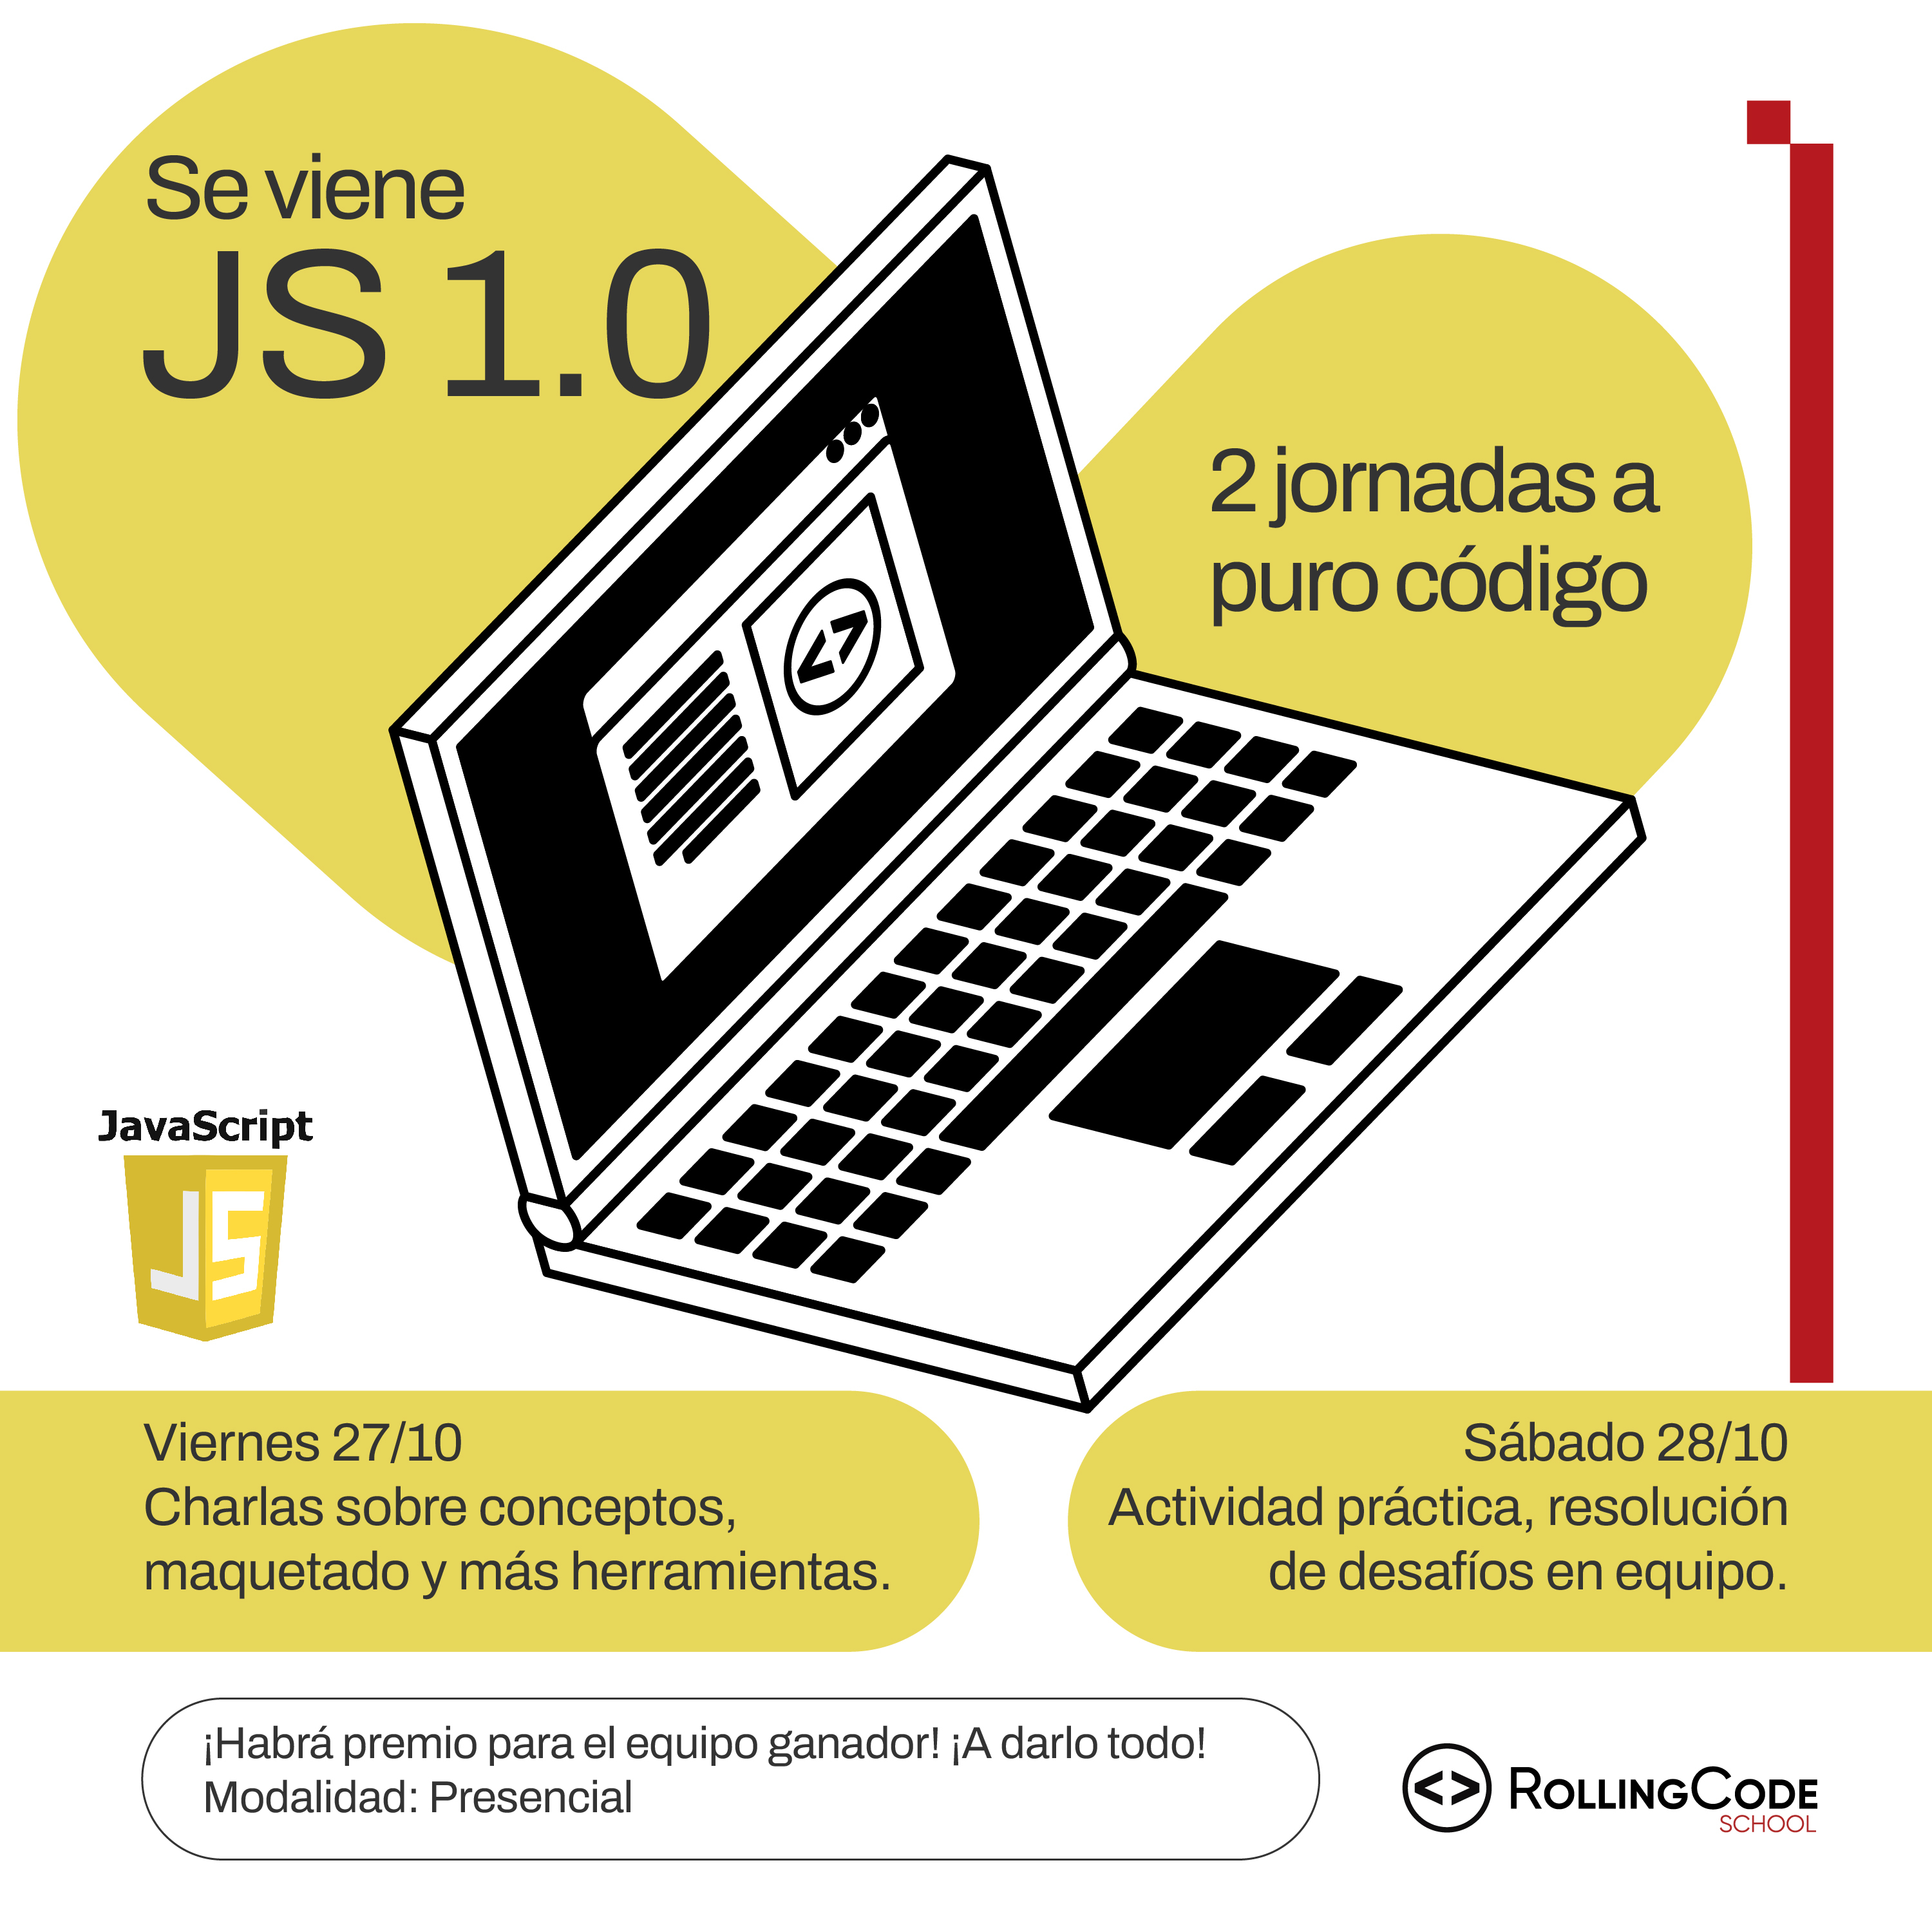 Se viene
JS 1.0
2 jornadas a
puro código
JavaScript
JS
Viernes 27/10
Charlas sobre conceptos,
maquetado y más herramientas.
Sábado 28/10
Actividad práctica, resolución
de desafíos en equipo.
¡Habrá premio para el equipo ganador! ¡A darlo todo!
Modalidad: Presencial
<> ROLLINGCODE
SCHOOL